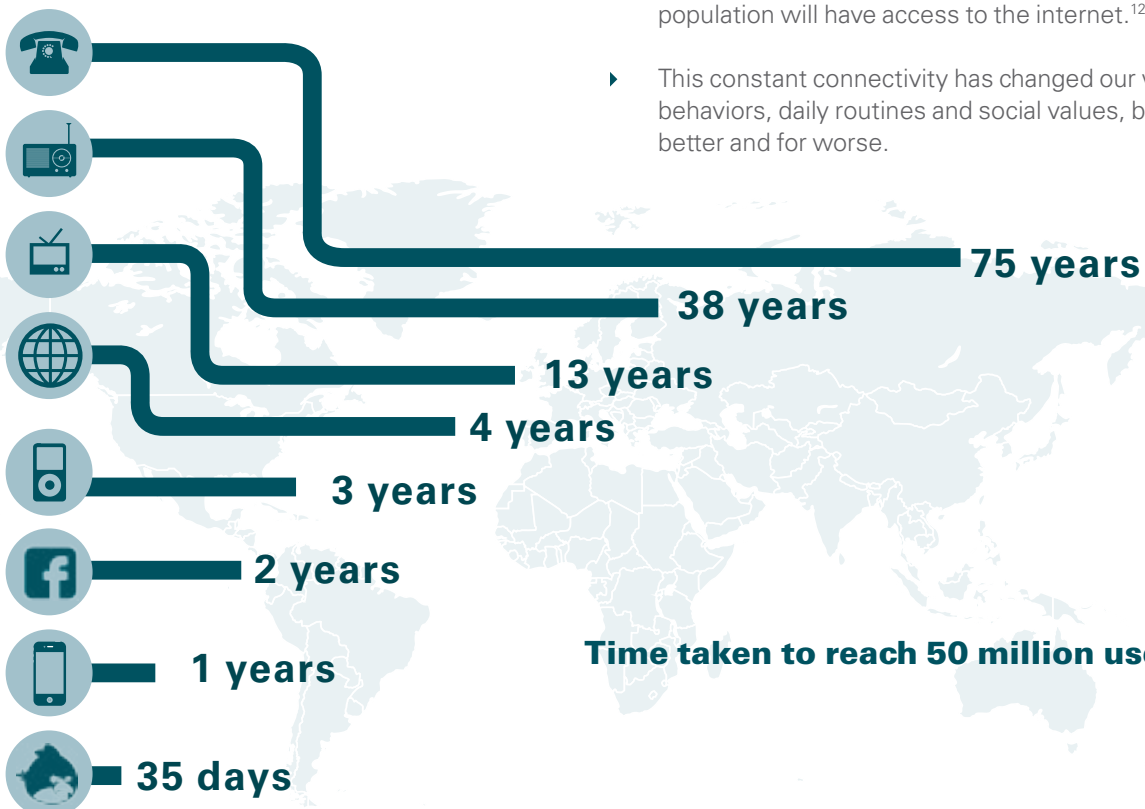 population will have access to the internet.12
This constant connectivity has changed our
behaviors, daily routines and social values,
better and for worse.
75 years
38 years
13 years
4 years
3 years
2 years
Time taken to reach 50 million
1 years
35 days